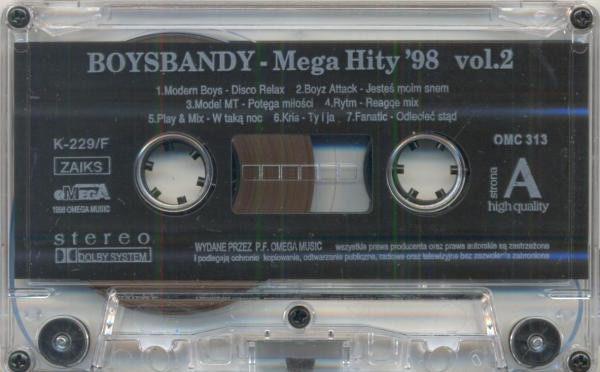 BOYSBANDY - Mega Hity '98 vol.2
1.Modern Boys - Disco Relax 2.Boyz Attack - Jesteś moim snem
3.Model MT - Potęga miłości 4.Rytm - Reagge mix
5.Play & Mix - W taką noc 6.Kris - Ty i ja 7.Fanatic - Odlecieć stąd
K-229/F
OMC 313
ZAIKS
OMEGA
1998 OMEGA MUSIC
strona
A
high quality
stereo
DOLBY SYSTEM
WYDANE PRZEZ P.F. OMEGA MUSIC wszystkie prawa producenta oraz prawa autorskie są zastrzeżone
i podlegają ochronie kopiowanie, odtwarzanie publiczne, radiowe oraz telewizyjne bez zezwolenia zabronione